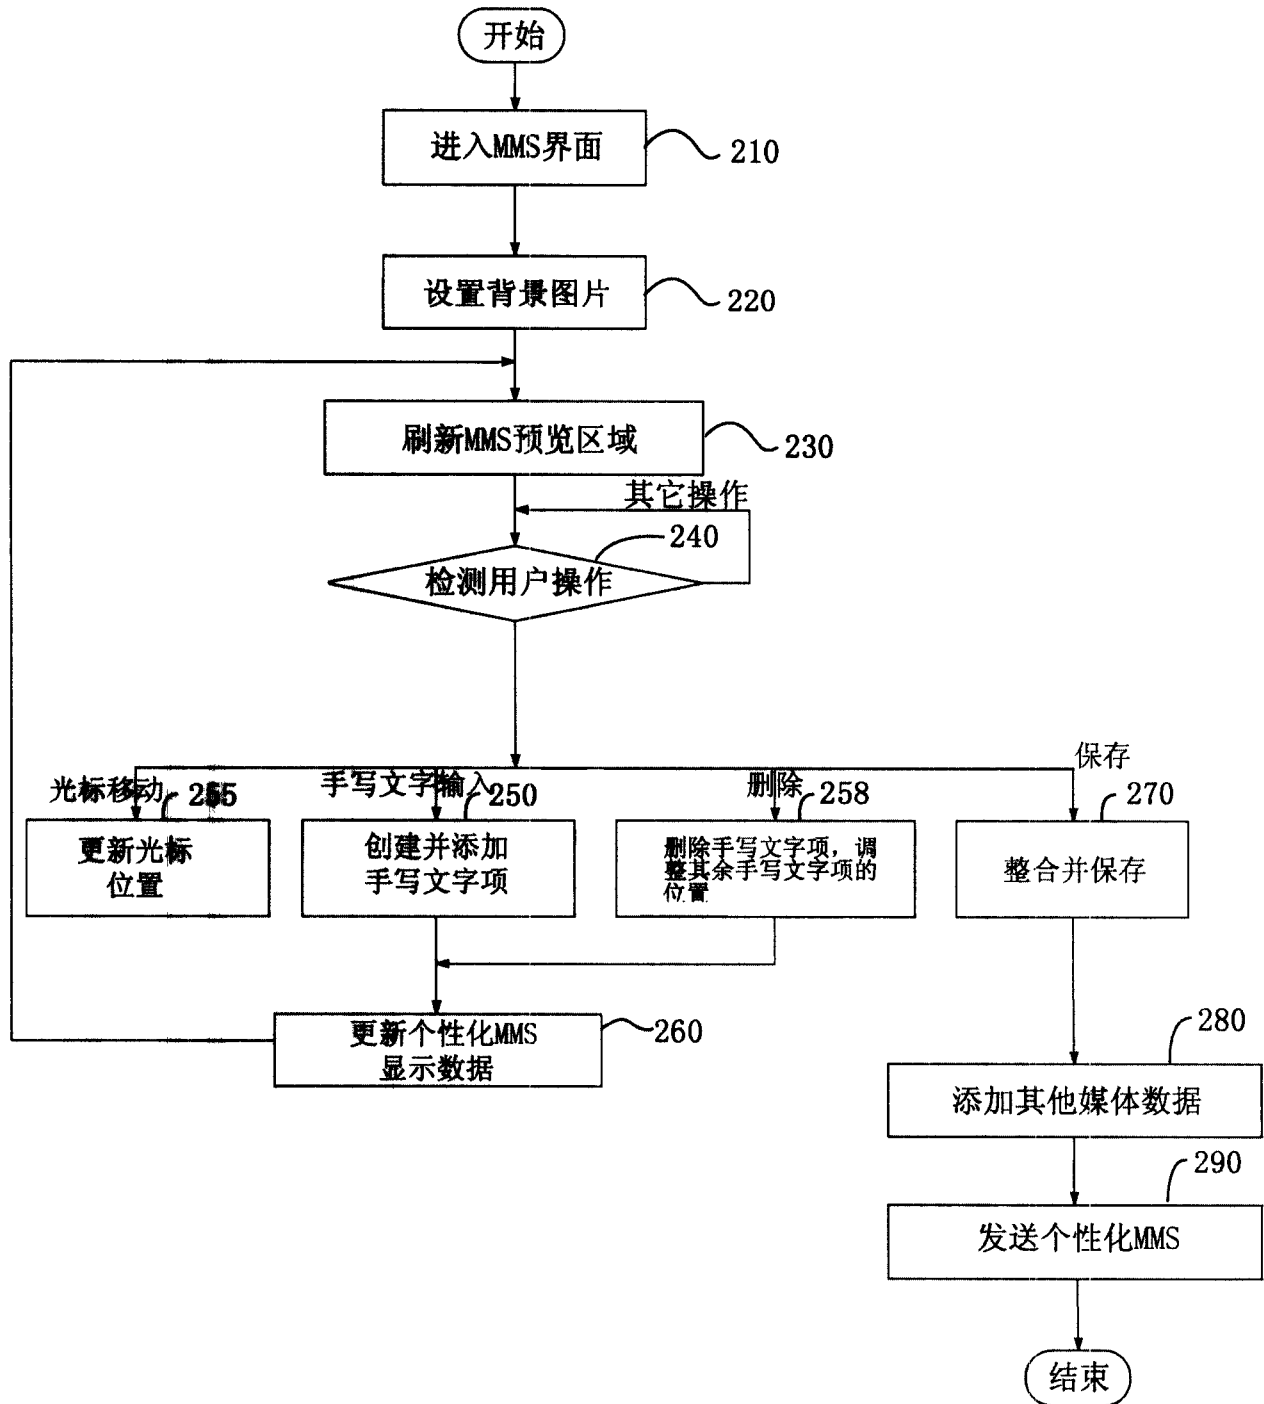 开始
进入MMS界面
210
设置背景图片
220
刷新MMS预览区域
230
其它操作
240
检测用户操作
保存
光标移动
255
手写文字输入
250
删除
258
270
更新光标
位置
创建并添加
手写文字项
删除手写文字项，调
整其余手写文字项的
位置
整合并保存
更新个性化MMS
显示数据
260
280
添加其他媒体数据
290
发送个性化MMS
结束